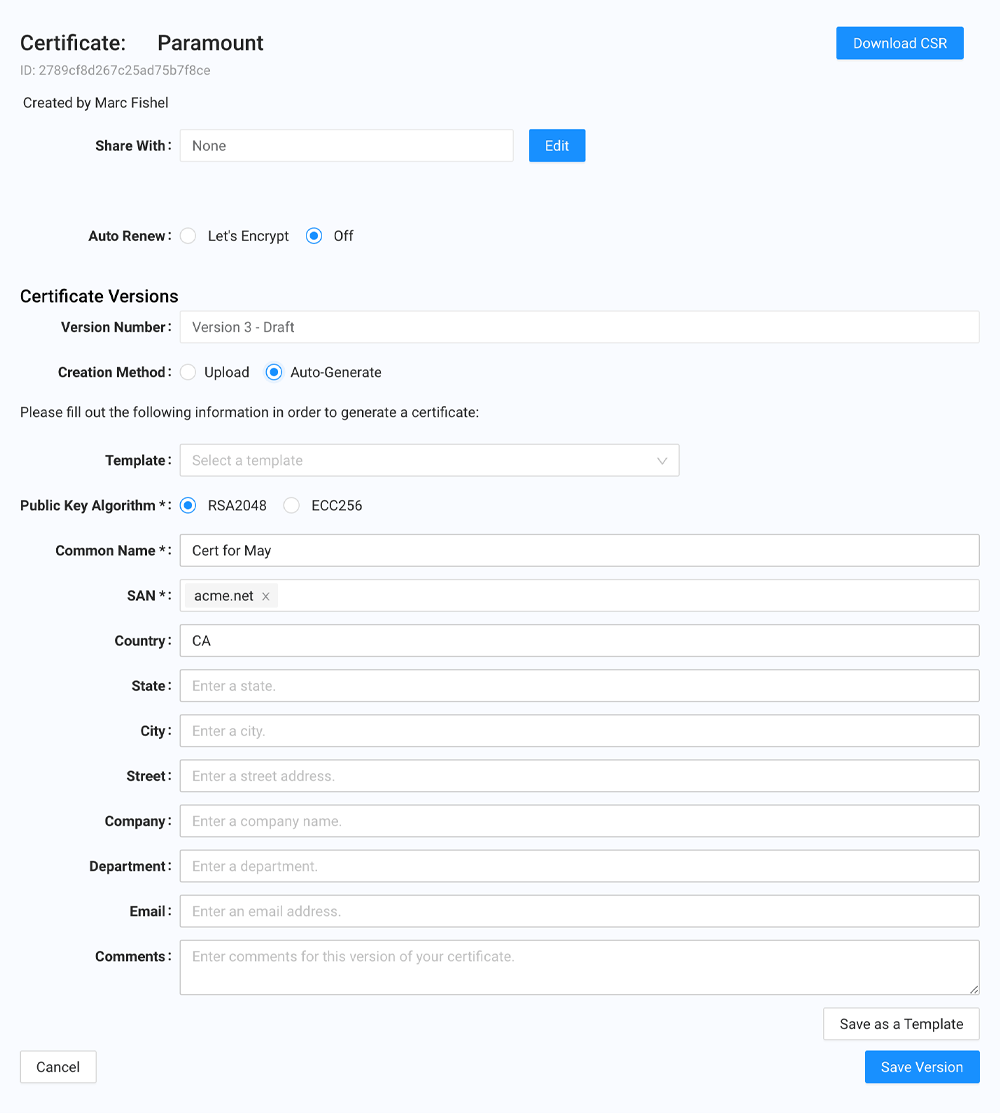 Certificate: Paramount
Download CSR
ID: 2789cf8d267c25ad75b7f8ce
Created by Marc Fishel
Share With: None Edit
Auto Renew: Let's Encrypt Off
Certificate Versions
Version Number: Version 3 - Draft
Creation Method: Upload Auto-Generate
Please fill out the following information in order to generate a certificate:
Template: Select a template
Public Key Algorithm *: RSA2048 ECC256
Common Name *: Cert for May
SAN *: acme.net ×
Country: CA
State: Enter a state.
City: Enter a city.
Street: Enter a street address.
Company: Enter a company name.
Department: Enter a department.
Email: Enter an email address.
Comments: Enter comments for this version of your certificate.
Save as a Template
Cancel Save Version